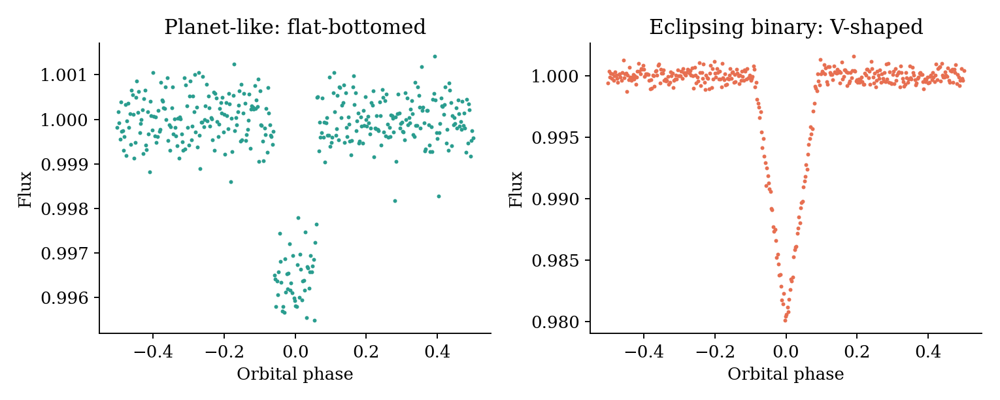 Planet-like: flat-bottomed
1.001
1.000
0.999
0.998
0.997
0.996
Flux
−0.4 −0.2 0.0 0.2 0.4
Orbital phase
Eclipsing binary: V-shaped
1.000
0.995
0.990
0.985
0.980
Flux
−0.4 −0.2 0.0 0.2 0.4
Orbital phase